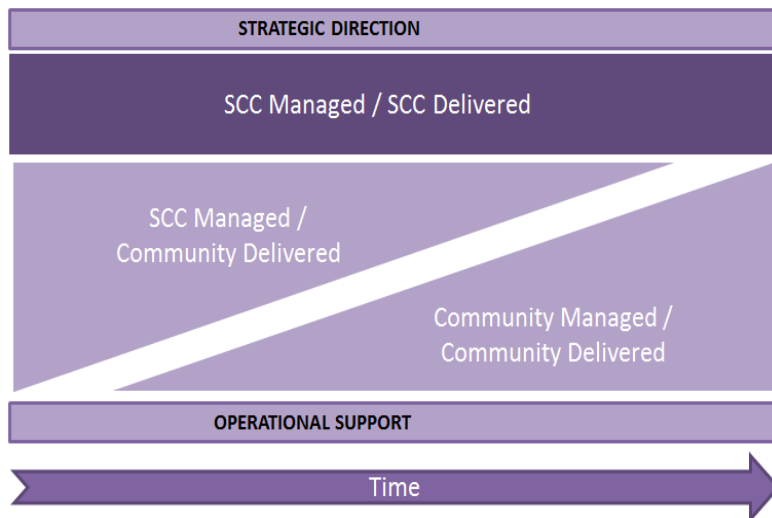 STRATEGIC DIRECTION
SCC Managed / SCC Delivered
SCC Managed /
Community Delivered
Community Managed /
Community Delivered
OPERATIONAL SUPPORT
Time